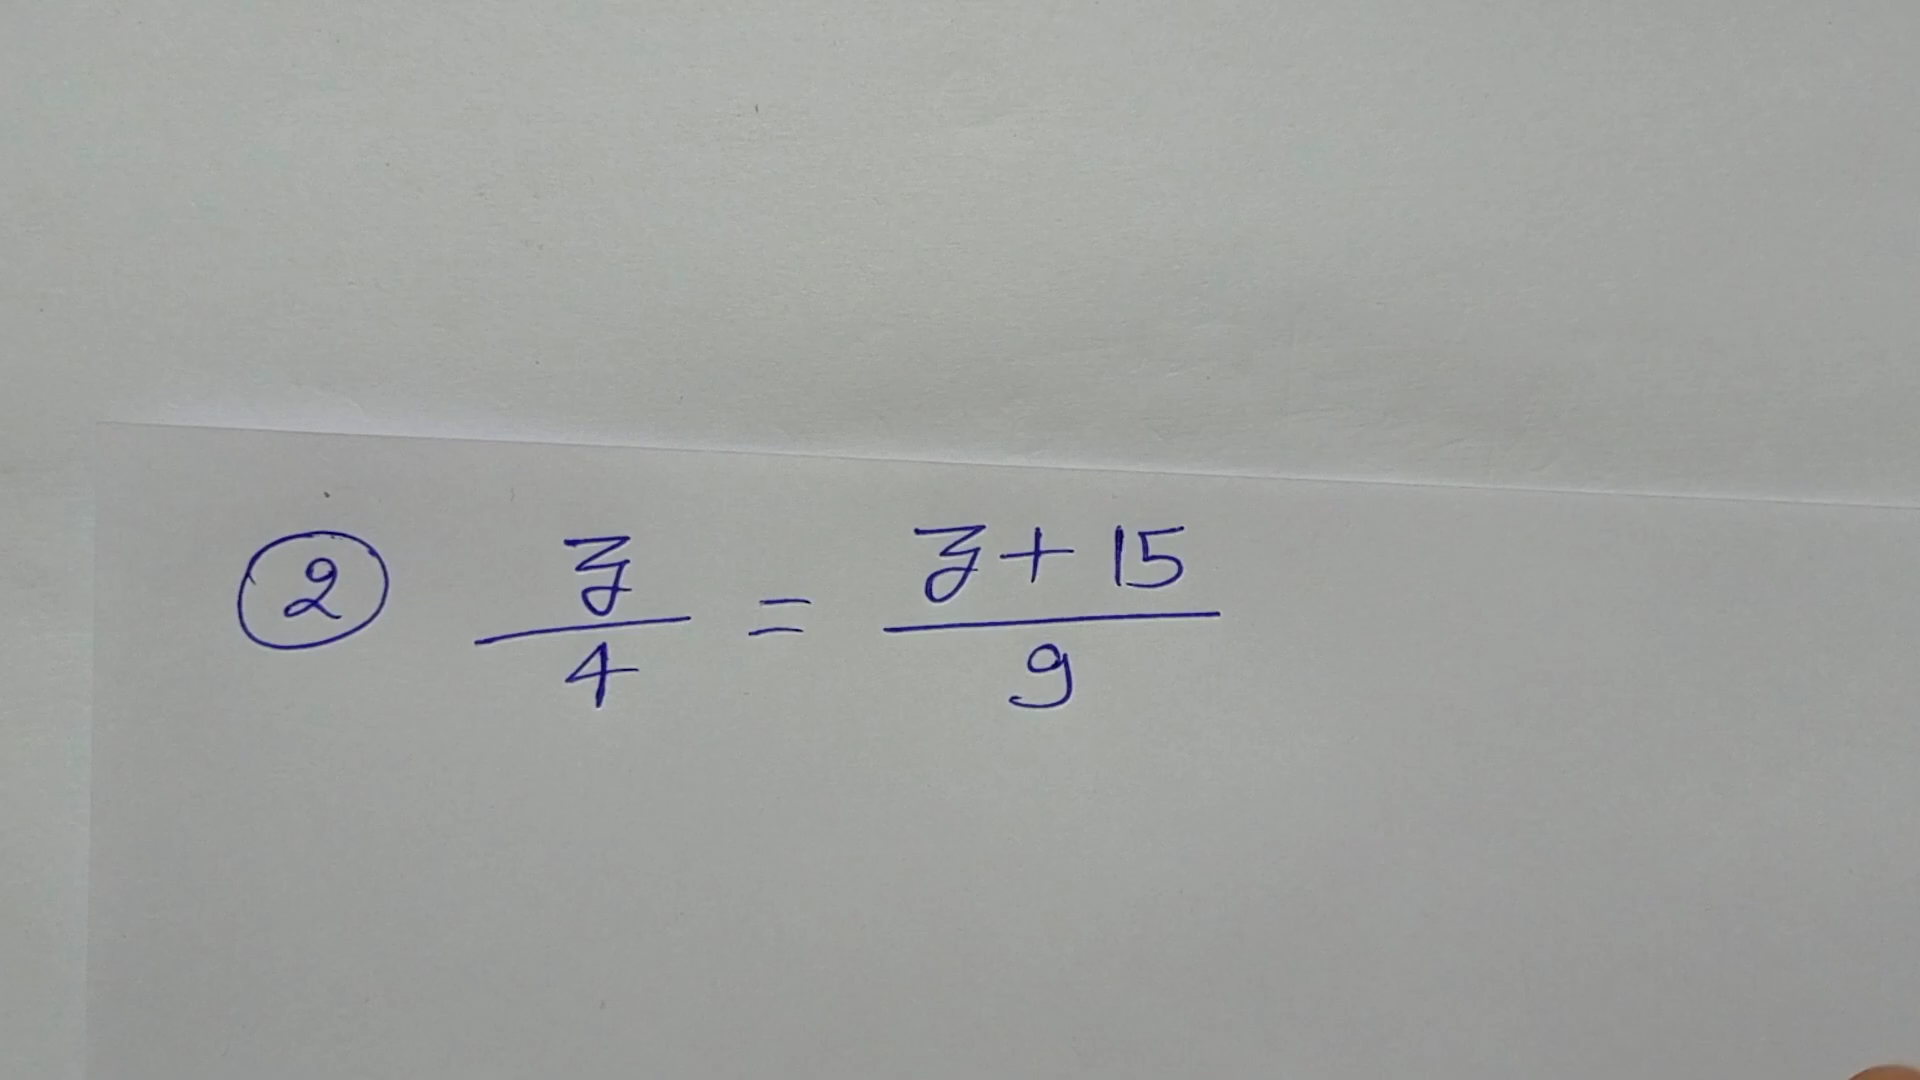 ② z/4 = (z + 15)/9